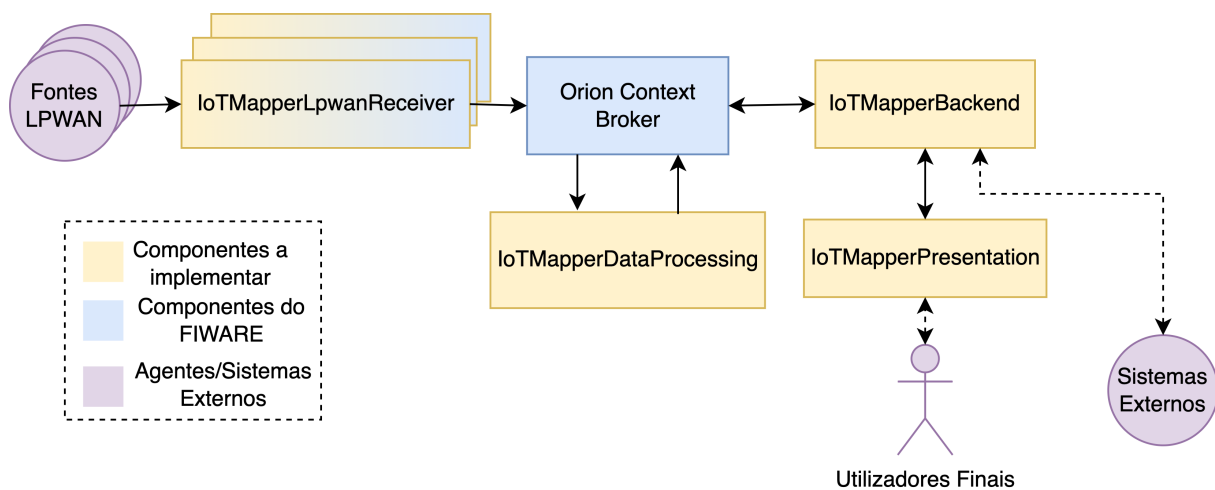 Fontes
LPWAN
IoTMapperLpwanReceiver
Orion Context
Broker
IoTMapperBackend
IoTMapperDataProcessing
IoTMapperPresentation
Componentes a
implementar
Componentes do
FIWARE
Agentes/Sistemas
Externos
Sistemas
Externos
Utilizadores Finais